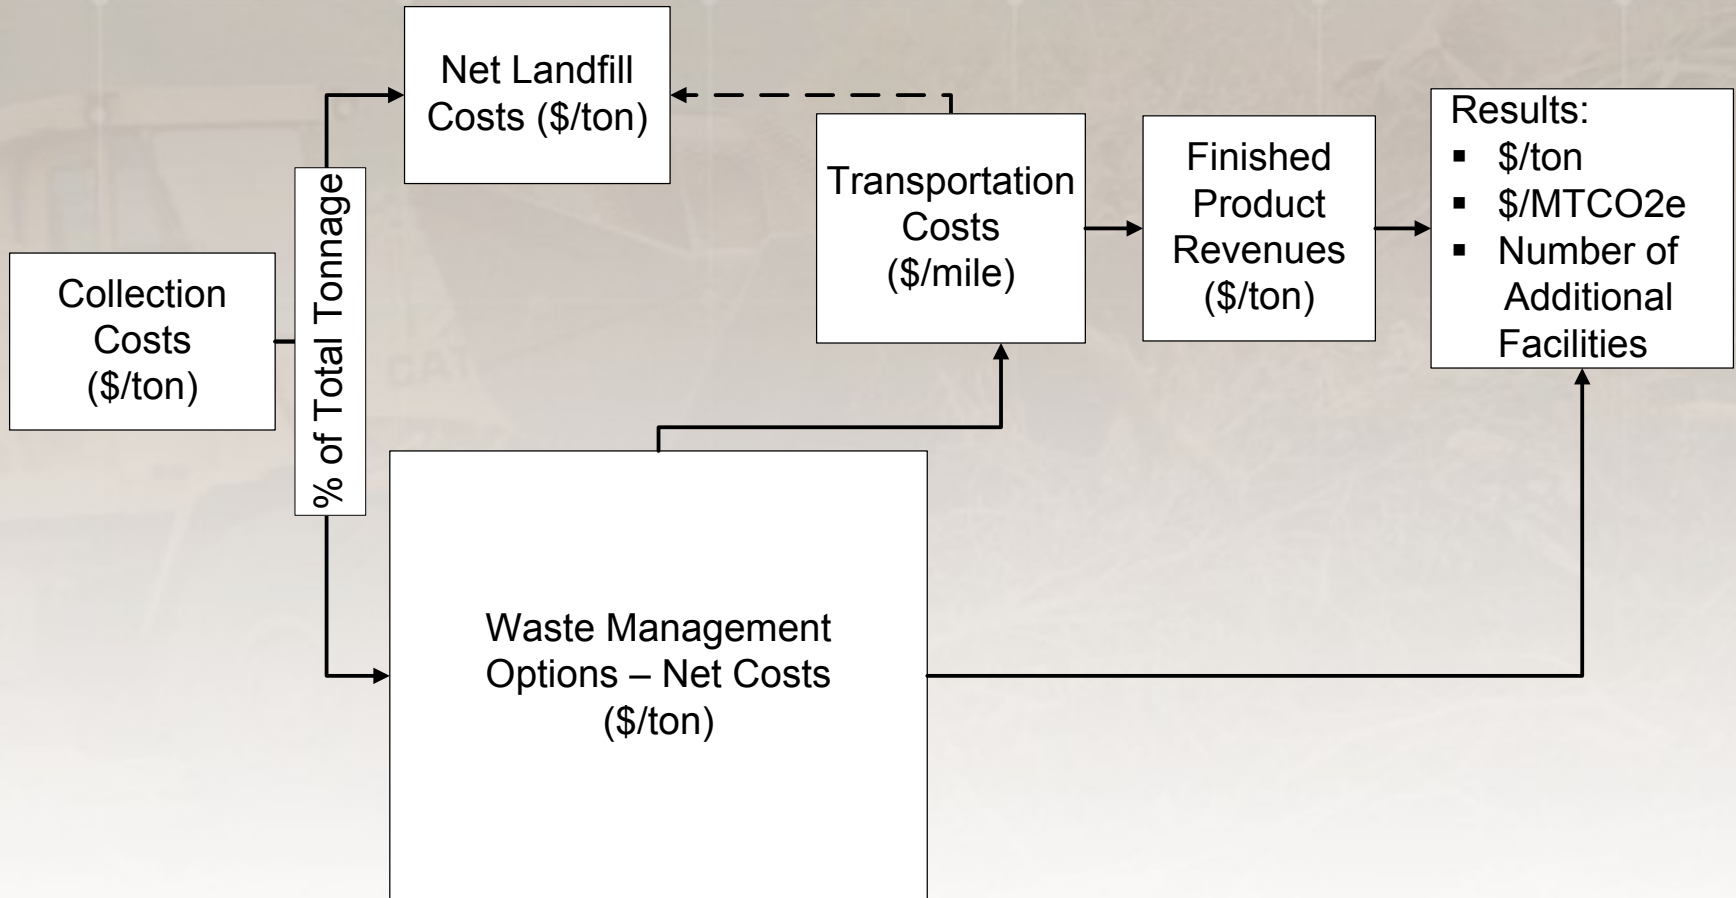 Net Landfill
Costs ($/ton)
Collection
Costs
($/ton)
% of Total Tonnage
Transportation
Costs
($/mile)
Finished
Product
Revenues
($/ton)
Results:
▪ $/ton
▪ $/MTCO2e
▪ Number of
Additional
Facilities
Waste Management
Options – Net Costs
($/ton)
CAT